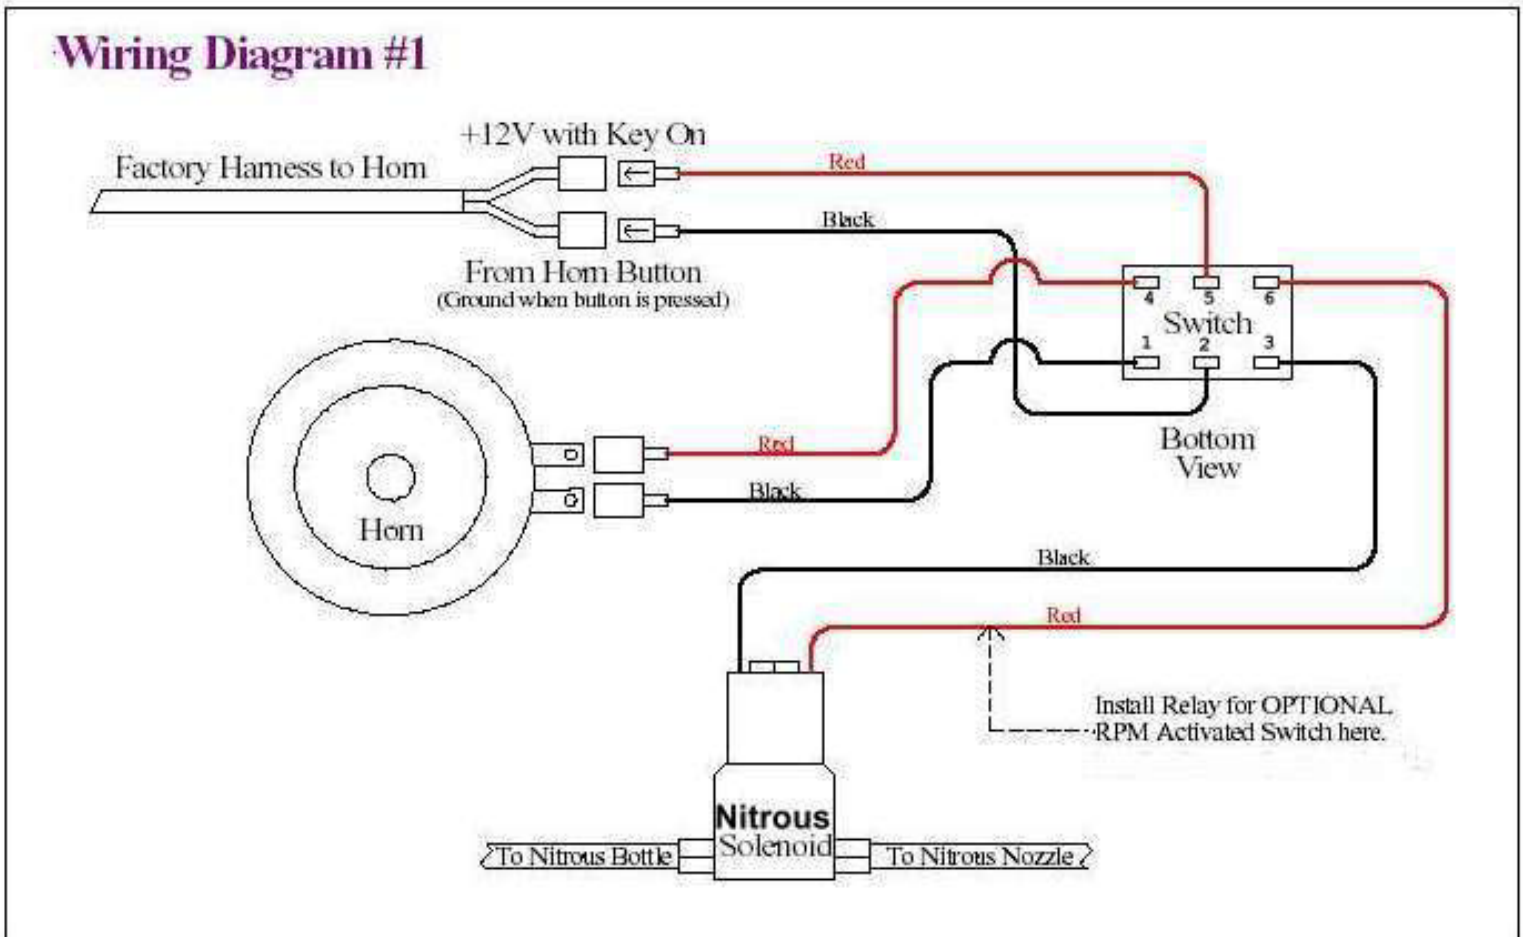 Wiring Diagram #1
+12V with Key On
Factory Harness to Horn
Red
Black
From Horn Button
(Ground when button is pressed)
4 5 6
Switch
1 2 3
Bottom
View
Red
Black
Horn
Black
Red
Install Relay for OPTIONAL
RPM Activated Switch here.
Nitrous
Solenoid
To Nitrous Bottle
To Nitrous Nozzle